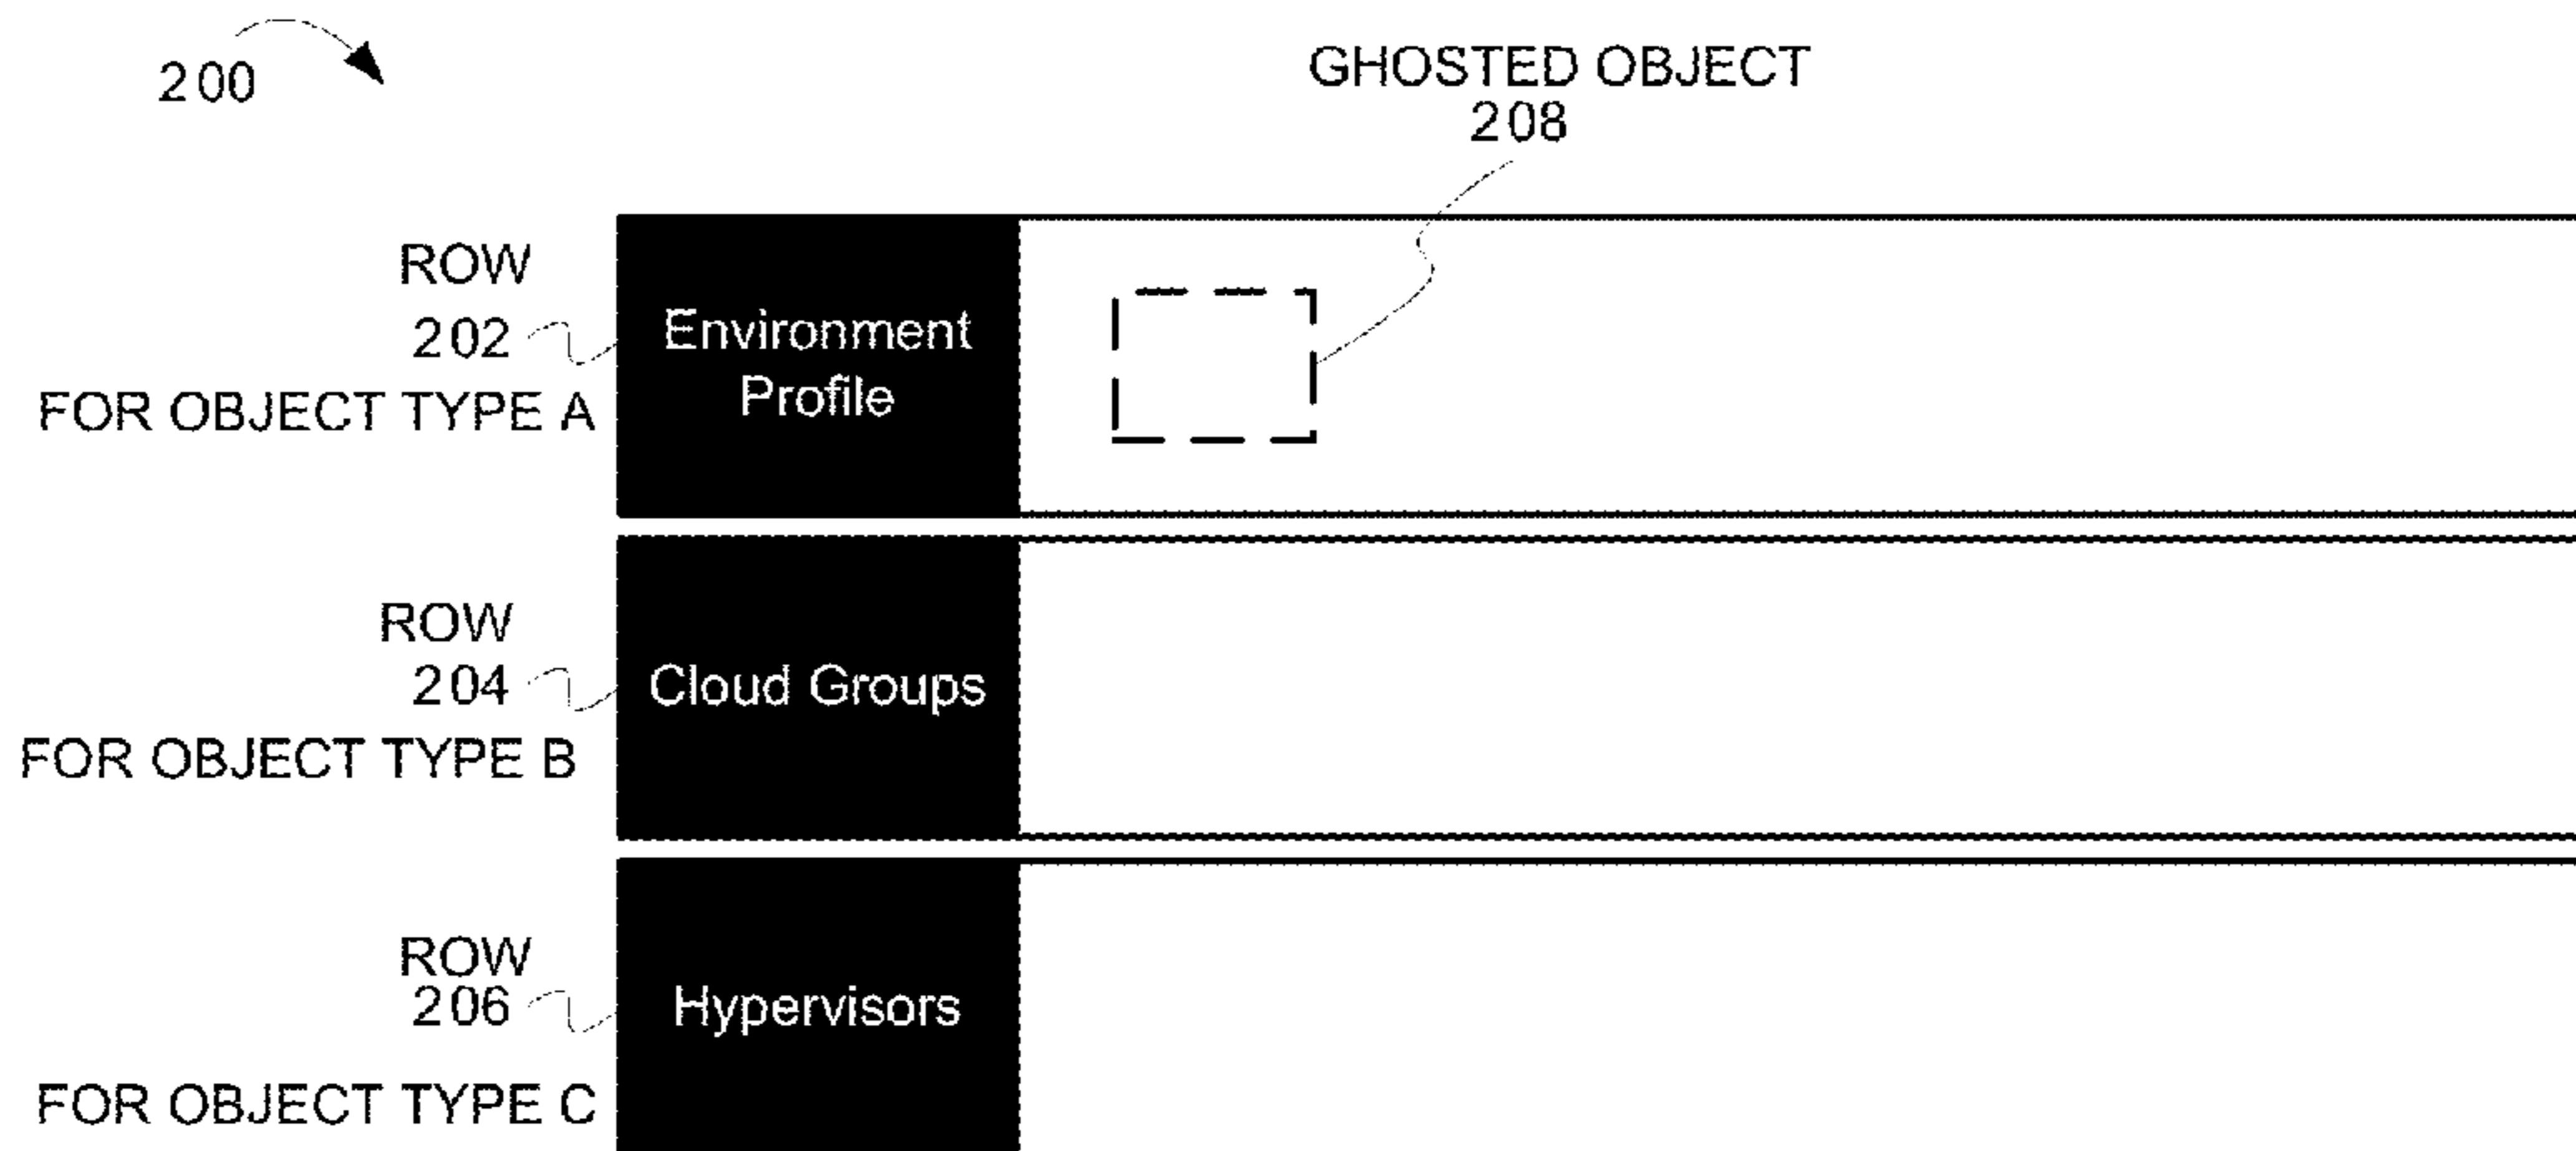 200
GHOSTED OBJECT
208
ROW
202
FOR OBJECT TYPE A
Environment
Profile
ROW
204
FOR OBJECT TYPE B
Cloud Groups
ROW
206
FOR OBJECT TYPE C
Hypervisors